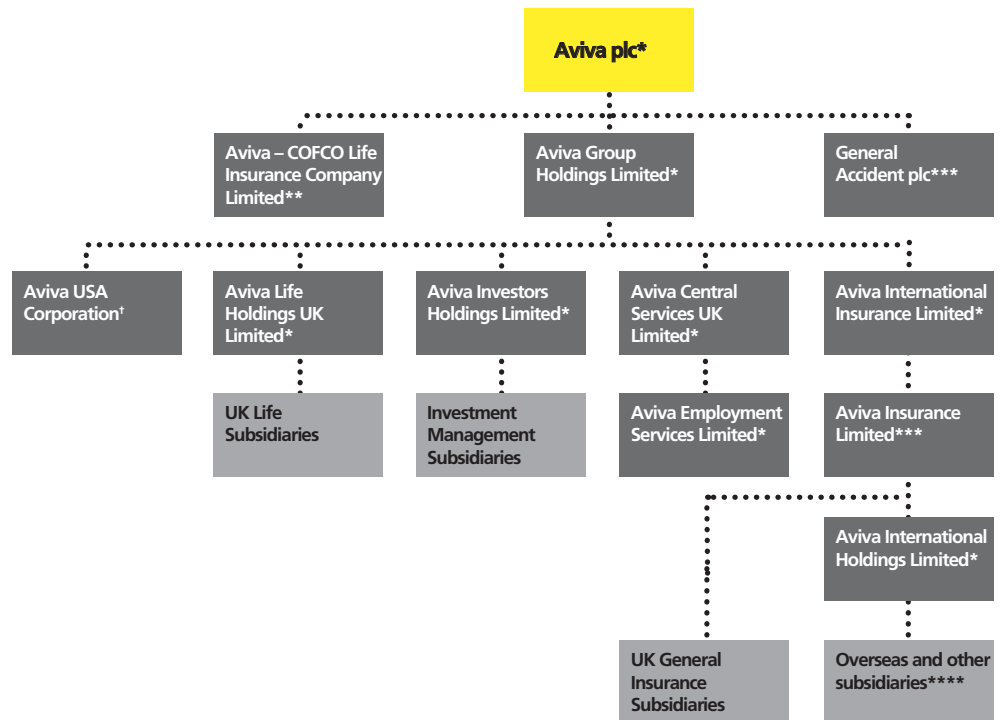 Aviva plc*
Aviva – COFCO Life
Insurance Company
Limited**
Aviva Group
Holdings Limited*
General
Accident plc***
Aviva USA
Corporation†
Aviva Life
Holdings UK
Limited*
Aviva Investors
Holdings Limited*
Aviva Central
Services UK
Limited*
Aviva International
Insurance Limited*
UK Life
Subsidiaries
Investment
Management
Subsidiaries
Aviva Employment
Services Limited*
Aviva Insurance
Limited***
Aviva International
Holdings Limited*
UK General
Insurance
Subsidiaries
Overseas and other
subsidiaries****